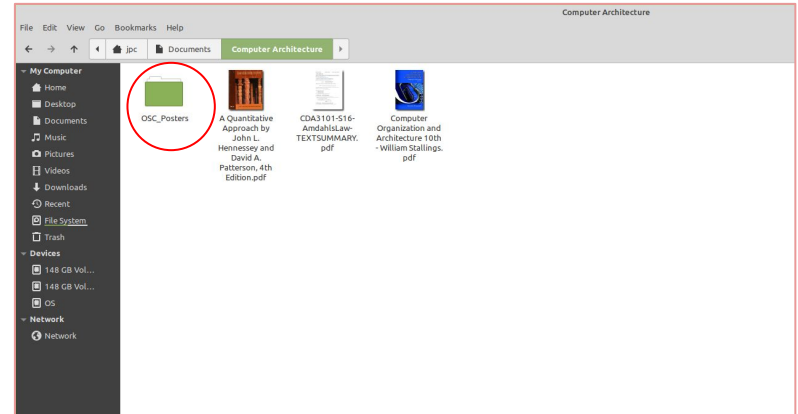 Computer Architecture
File Edit View Go Bookmarks Help
jpc Documents Computer Architecture
My Computer
Home
Desktop
Documents
Music
Pictures
Videos
Downloads
Recent
File System
Trash
Devices
148 GB Vol...
148 GB Vol...
OS
Network
Network
OSC_Posters
A Quantitative
Approach by
John L.
Hennessey and
David A.
Patterson, 4th
Edition.pdf
CDA3101-S16-
AmdahlsLaw-
TEXTSUMMARY.
pdf
Computer
Organization and
Architecture 10th
- William Stallings.
pdf